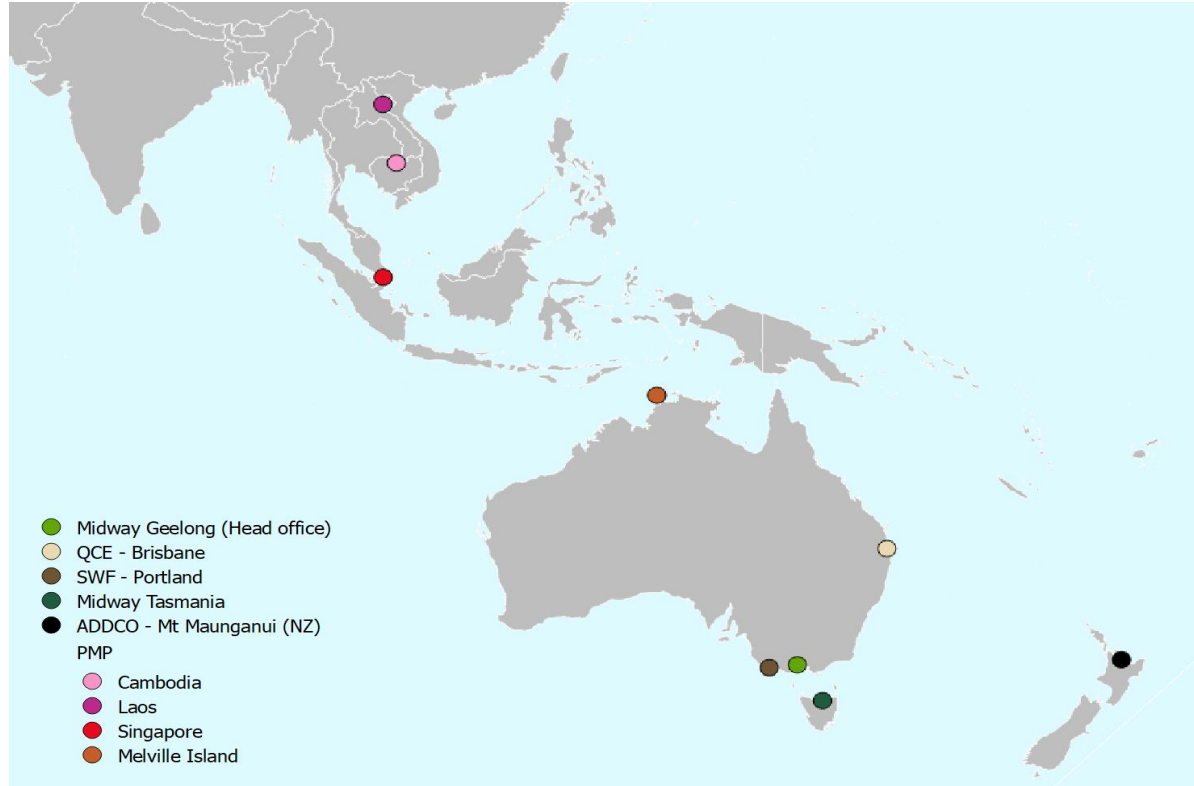 Midway Geelong (Head office)
QCE - Brisbane
SWF - Portland
Midway Tasmania
ADDCO - Mt Maunganui (NZ)
PMP
Cambodia
Laos
Singapore
Melville Island